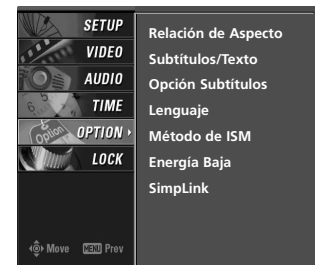 SETUP
VIDEO
AUDIO
TIME
OPTION
LOCK
Move MENU Prev
Relación de Aspecto
Subtítulos/Texto
Opción Subtítulos
Lenguaje
Método de ISM
Energía Baja
SimpLink